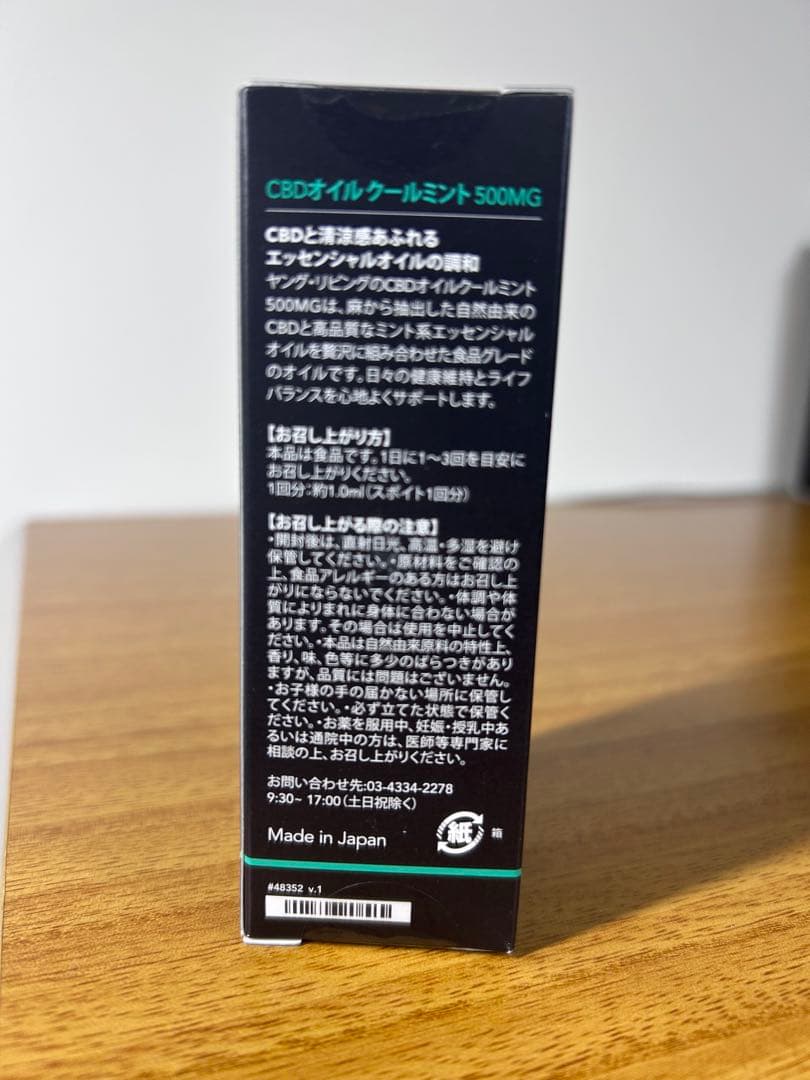 CBDオイル クールミント 500MG
CBDと清涼感あふれる
エッセンシャルオイルの調和
ヤング・リビングのCBDオイルクールミント
500MGは、麻から抽出した自然由来の
CBDと高品質なミント系エッセンシャル
オイルを贅沢に組み合わせた食品グレード
のオイルです。日々の健康維持とライフ
バランスを心地よくサポートします。
【お召し上がり方】
本品は食品です。1日に1〜3回を目安に
お召し上がりください。
1回分:約1.0ml(スポイト1回分)
【お召し上がる際の注意】
・開封後は、直射日光、高温・多湿を避け
保管してください。・原材料をご確認の
上、食品アレルギーのある方はお召し上
がりにならないでください。・体調や体
質によりまれに身体に合わない場合が
あります。その場合は使用を中止してく
ださい。・本品は自然由来原料の特性上、
香り、味、色等に多少のばらつきがあり
ますが、品質には問題はございません。
・お子様の手の届かない場所に保管し
てください。・必ず立てた状態で保管く
ださい。・お薬を服用中、妊娠・授乳中あ
るいは通院中の方は、医師等専門家に
相談の上、お召し上がりください。
お問い合わせ先:03-4334-2278
9:30~ 17:00(土日祝除く)
Made in Japan
紙 箱
#48352 v.1